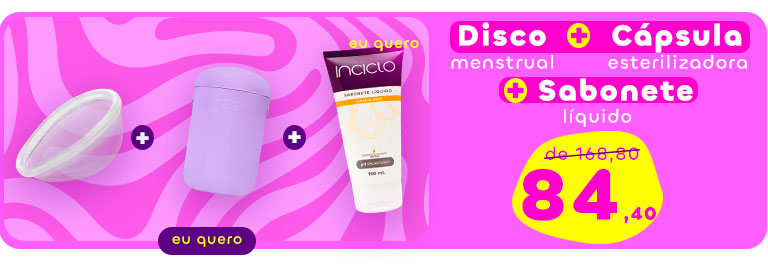 eu quero
Disco + Cápsula
menstrual esterilizadora
+ Sabonete
líquido
de 168,80
84,40
INCICLO
+
+
INCICLO
SABONETE LÍQUIDO
150 mL
eu quero